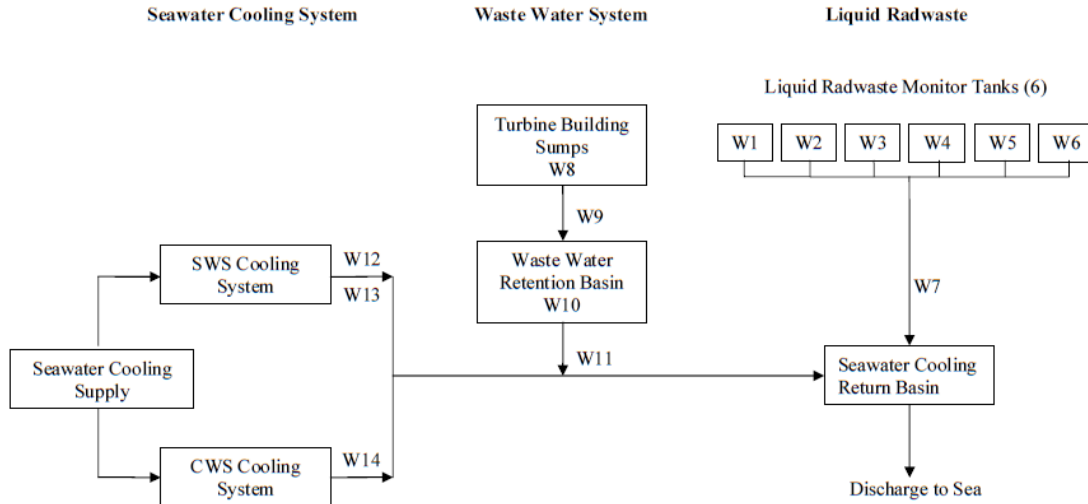 Seawater Cooling System
Waste Water System
Liquid Radwaste
Liquid Radwaste Monitor Tanks (6)
W1
W2
W3
W4
W5
W6
Turbine Building
Sumps
W8
W9
Waste Water
Retention Basin
W10
W11
SWS Cooling
System
W12
W13
Seawater Cooling
Supply
CWS Cooling
System
W14
W7
Seawater Cooling
Return Basin
Discharge to Sea